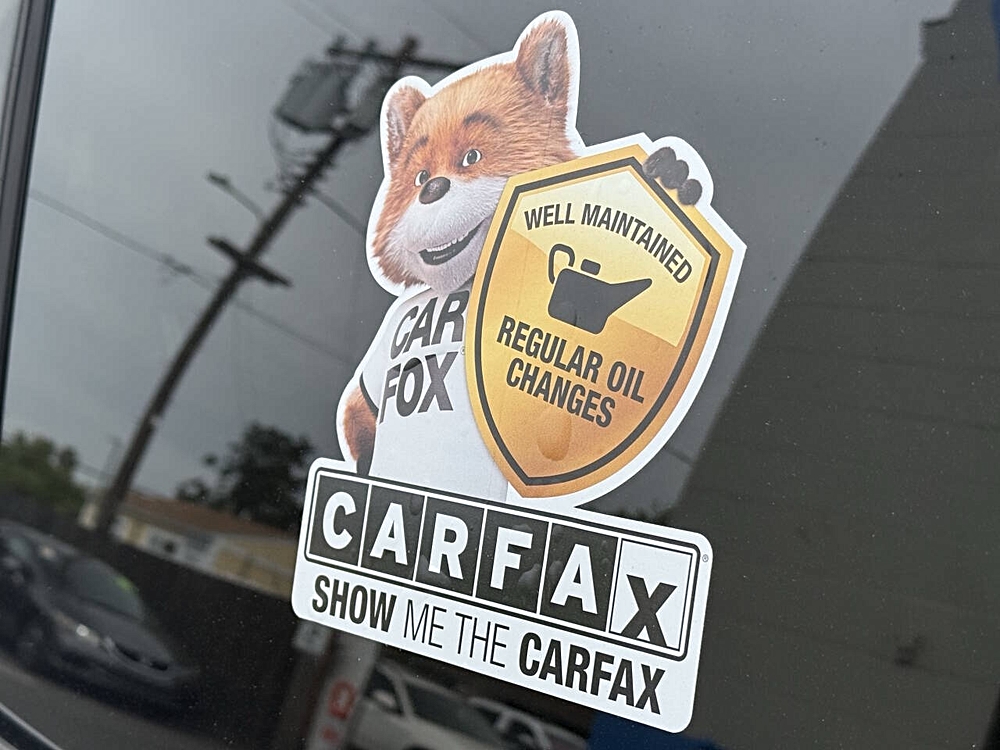 WELL MAINTAINED
REGULAR OIL
CHANGES
CAR
FOX
CARFAX®
SHOW ME THE CARFAX